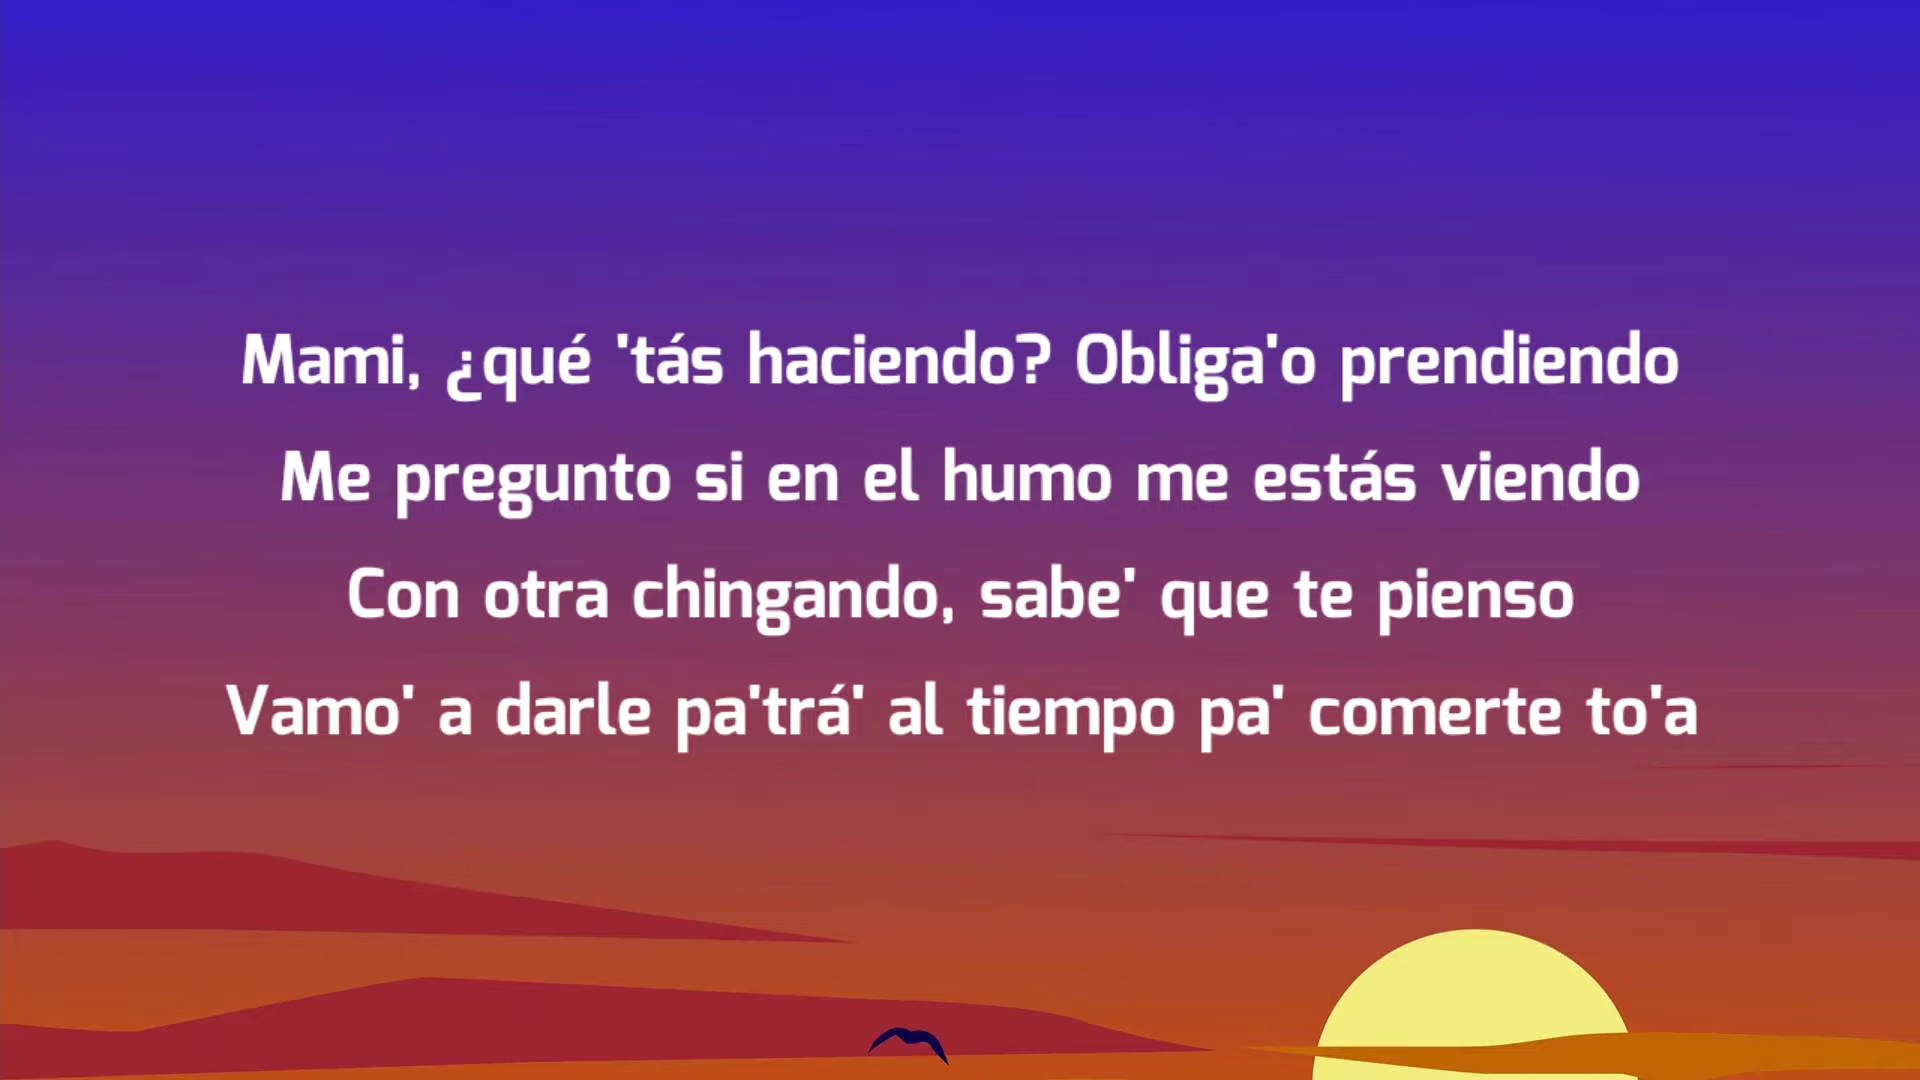 Mami, ¿qué 'tás haciendo? Obliga'o prendiendo
Me pregunto si en el humo me estás viendo
Con otra chingando, sabe' que te pienso
Vamo' a darle pa'trá' al tiempo pa' comerte to'a